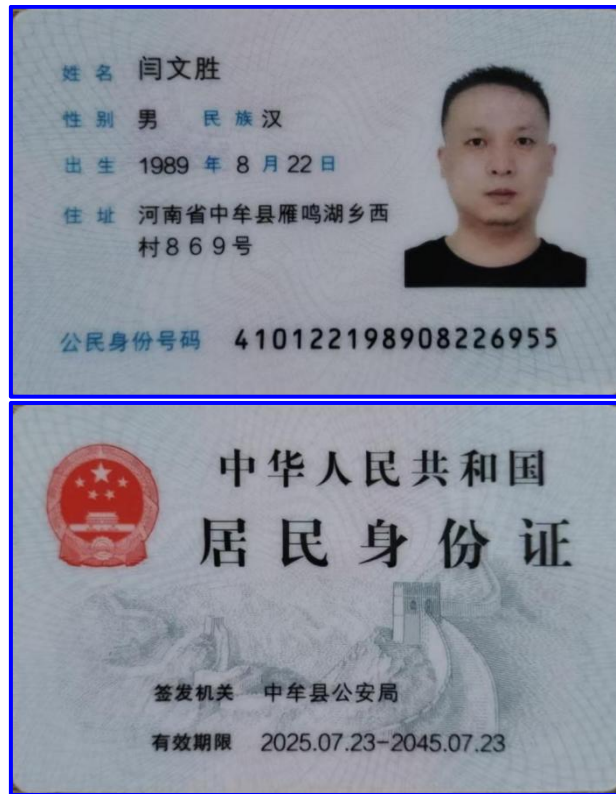 姓名 闫文胜
性别 男 民族 汉
出生 1989 年 8 月 22 日
住址 河南省中牟县雁鸣湖乡西
村869号
公民身份号码 410122198908226955
中华人民共和国
居民身份证
签发机关 中牟县公安局
有效期限 2025.07.23-2045.07.23